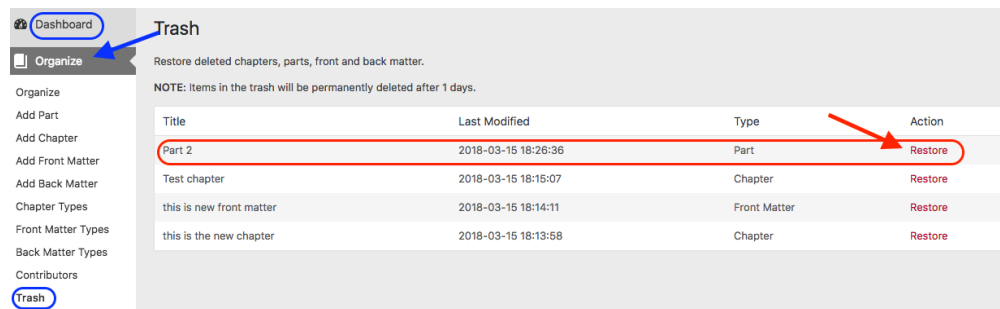 Dashboard
Organize
Organize
Add Part
Add Chapter
Add Front Matter
Add Back Matter
Chapter Types
Front Matter Types
Back Matter Types
Contributors
Trash
Trash
Restore deleted chapters, parts, front and back matter.
NOTE: Items in the trash will be permanently deleted after 1 days.
Title Last Modified Type Action
Part 2 2018-03-15 18:26:36 Part Restore
Test chapter 2018-03-15 18:15:07 Chapter Restore
this is new front matter 2018-03-15 18:14:11 Front Matter Restore
this is the new chapter 2018-03-15 18:13:58 Chapter Restore